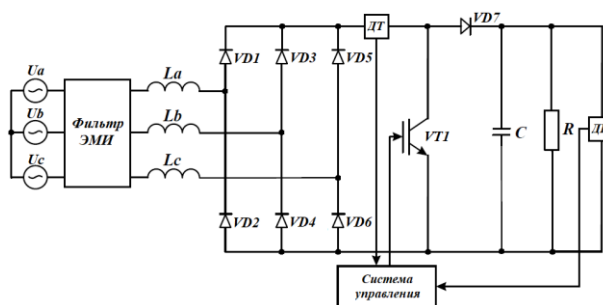 Ua
Ub
Uc
Фильтр
ЭМИ
La
Lb
Lc
VD1
VD3
VD5
VD2
VD4
VD6
ДТ
VD7
VT1
C
R
Система
управления